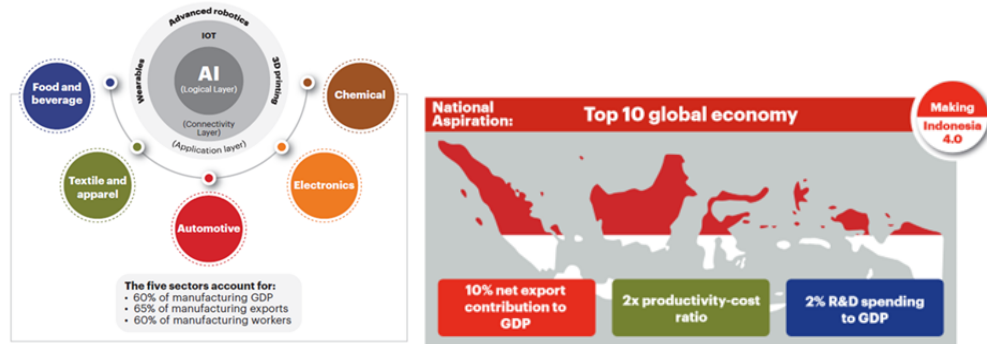 Advanced robotics
IOT
Wearables
3D printing
AI
(Logical Layer)
(Connectivity
Layer)
(Application layer)
Food and
beverage
Chemical
Textile and
apparel
Electronics
Automotive
The five sectors account for:
• 60% of manufacturing GDP
• 65% of manufacturing exports
• 60% of manufacturing workers
National
Aspiration:
Top 10 global economy
Making
Indonesia
4.0
10% net export
contribution to
GDP
2x productivity-cost
ratio
2% R&D spending
to GDP